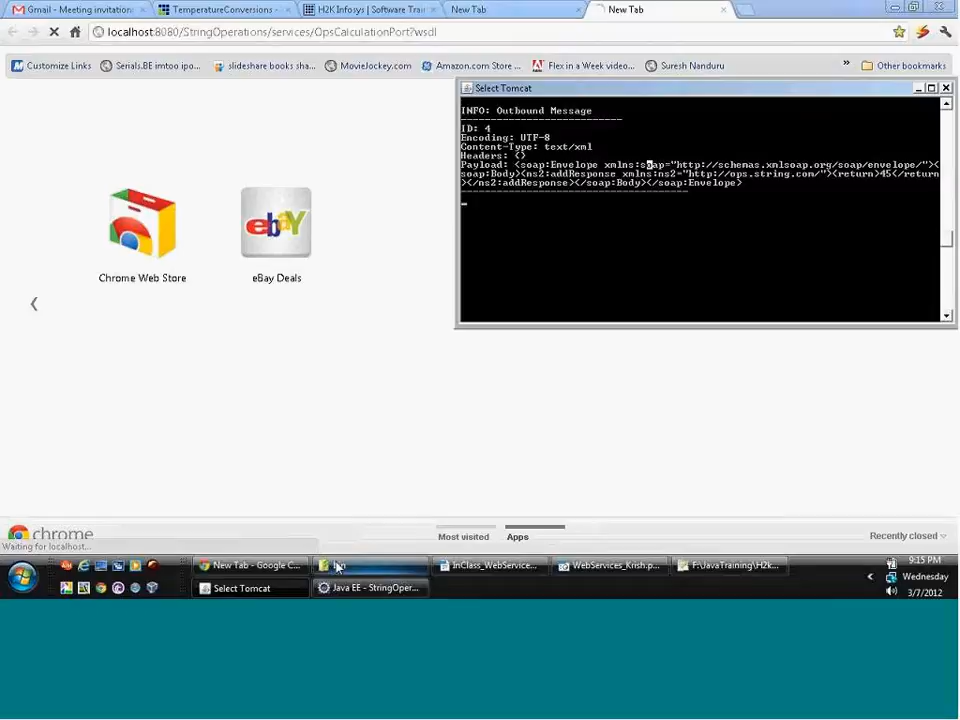 Gmail - Meeting invitation
TemperatureConversions -
H2K Infosys | Software Trai
New Tab
New Tab
localhost:8080/StringOperations/services/OpsCalculationPort?wsdl
Customize Links
Serials.BE imtoo ipo...
slideshare books sha...
MovieJockey.com
Amazon.com Store ...
Flex in a Week video...
Suresh Nanduru
»
Other bookmarks
Select Tomcat
INFO: Outbound Message
---------------------------
ID: 4
Encoding: UTF-8
Content-Type: text/xml
Headers: {}
Payload: <soap:Envelope xmlns:soap="http://schemas.xmlsoap.org/soap/envelope/"><
soap:Body><ns2:addResponse xmlns:ns2="http://ops.string.com/"><return>45</return
></ns2:addResponse></soap:Body></soap:Envelope>
--------------------------------------
Chrome Web Store
ebay
eBay Deals
chrome
Most visited
Apps
Recently closed
Waiting for localhost...
New Tab - Google C...
bin
InClass_WebService...
WebServices_Krish.p...
F:\JavaTraining\H2k...
9:15 PM
Select Tomcat
Java EE - StringOper...
Wednesday
3/7/2012